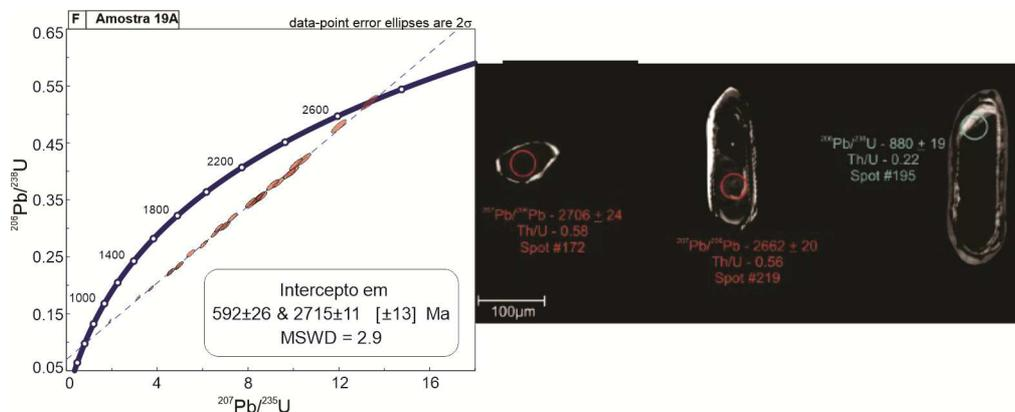 F Amostra 19A
data-point error ellipses are 2σ
0.65
0.55
0.45
0.35
0.25
0.15
0.05
²⁰⁶Pb/²³⁸U
2600
2200
1800
1400
1000
Intercepto em
592±26 & 2715±11 [±13] Ma
MSWD = 2.9
0 4 8 12 16
²⁰⁷Pb/²³⁵U
²⁰⁷Pb/²⁰⁶Pb - 2706 ± 24
Th/U - 0.58
Spot #172
²⁰⁷Pb/²⁰⁶Pb - 2662 ± 20
Th/U - 0.56
Spot #219
²⁰⁶Pb/²³⁸U - 880 ± 19
Th/U - 0.22
Spot #195
100µm